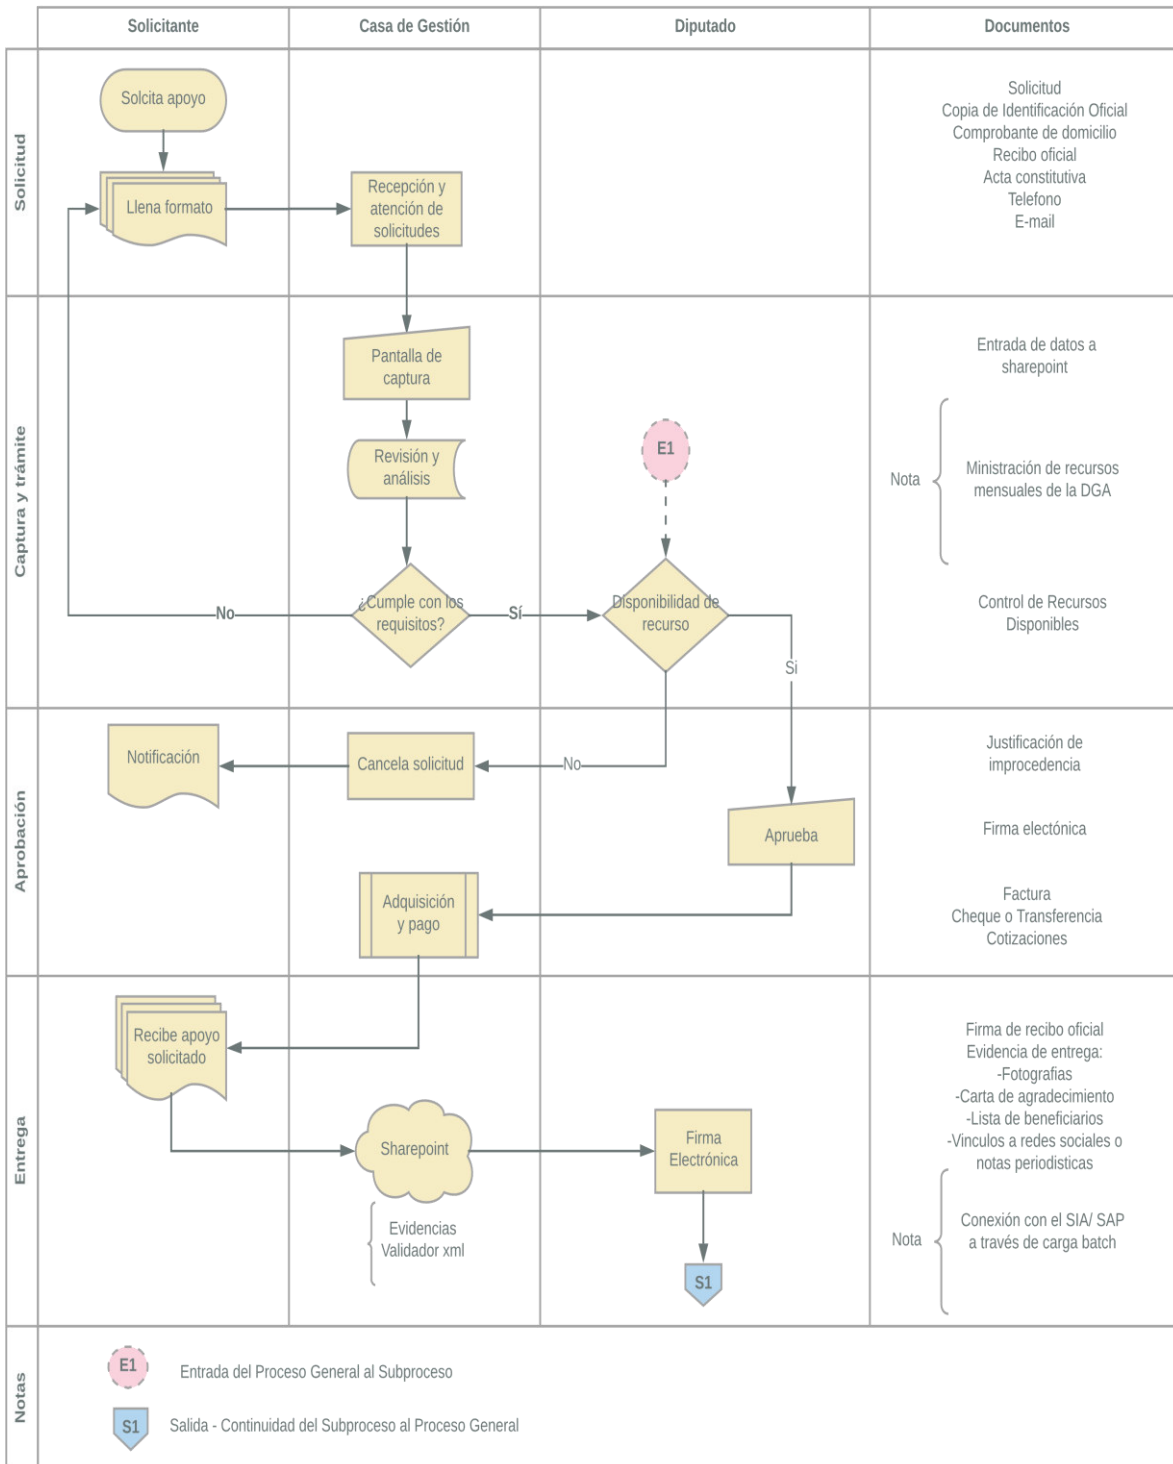 Solicitante
Casa de Gestión
Diputado
Documentos
Solicitud
Solcita apoyo
Llena formato
Recepción y
atención de
solicitudes
Solicitud
Copia de Identificación Oficial
Comprobante de domicilio
Recibo oficial
Acta constitutiva
Telefono
E-mail
Captura y trámite
Pantalla de
captura
Revisión y
análisis
¿Cumple con los
requisitos?
No
Sí
E1
Disponibilidad de
recurso
Si
Entrada de datos a
sharepoint
Nota
Ministración de recursos
mensuales de la DGA
Control de Recursos
Disponibles
Aprobación
Notificación
Cancela solicitud
No
Aprueba
Adquisición
y pago
Justificación de
improcedencia
Firma electónica
Factura
Cheque o Transferencia
Cotizaciones
Entrega
Recibe apoyo
solicitado
Sharepoint
Evidencias
Validador xml
Firma
Electrónica
S1
Firma de recibo oficial
Evidencia de entrega:
-Fotografias
-Carta de agradecimiento
-Lista de beneficiarios
-Vinculos a redes sociales o
notas periodisticas
Nota
Conexión con el SIA/ SAP
a través de carga batch
Notas
E1
Entrada del Proceso General al Subproceso
S1
Salida - Continuidad del Subproceso al Proceso General